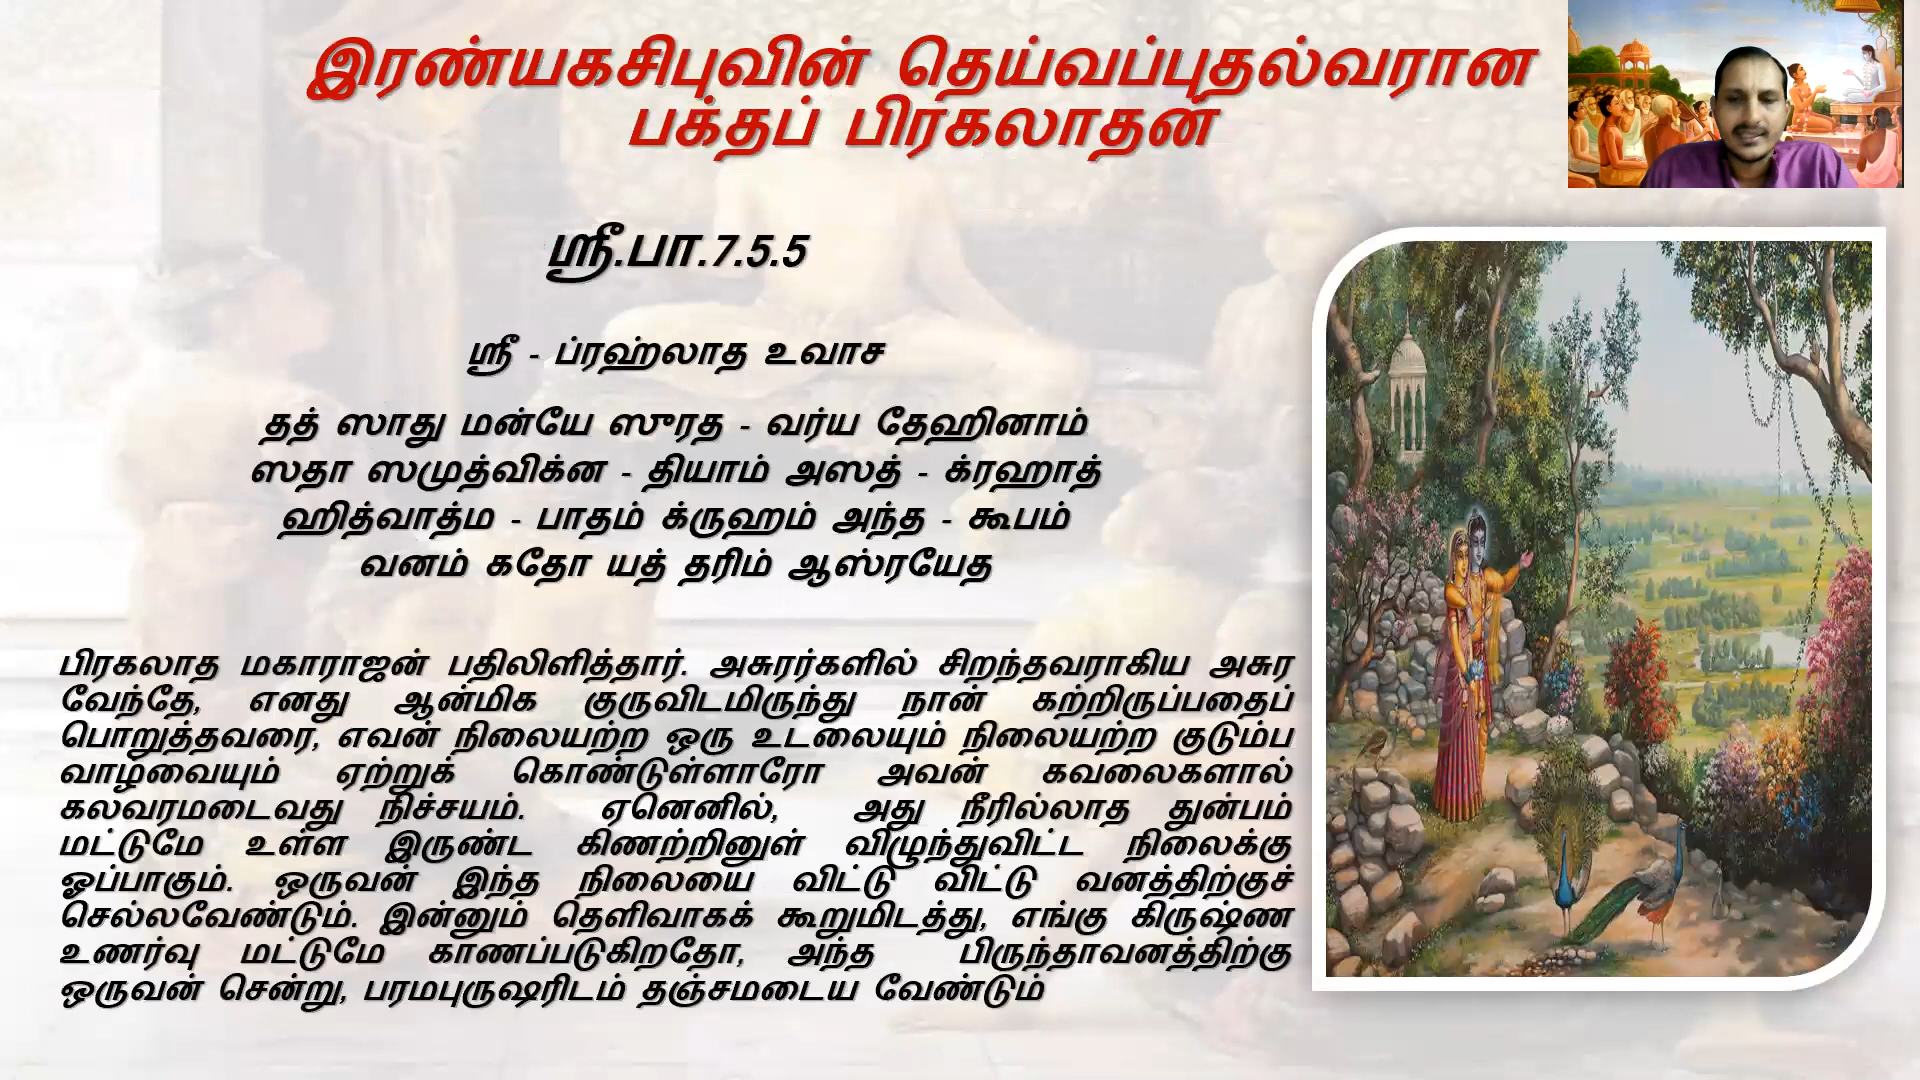 இரண்யகசிபுவின் தெய்வப்புதல்வரான
பக்தப் பிரகலாதன்
ஸ்ரீ.பா.7.5.5
ஸ்ரீ - ப்ரஹ்லாத உவாச
தத் ஸாது மன்யே ஸுரத - வர்ய தேஹினாம்
ஸதா ஸமுத்விக்ன - தியாம் அஸத் - க்ரஹாத்
ஹித்வாத்ம - பாதம் க்ருஹம் அந்த - கூபம்
வனம் கதோ யத் தரிம் ஆஸ்ரயேத
பிரகலாத மகாராஜன் பதிலிளித்தார். அசுரர்களில் சிறந்தவராகிய அசுர
வேந்தே, எனது ஆன்மிக குருவிடமிருந்து நான் கற்றிருப்பதைப்
பொறுத்தவரை, எவன் நிலையற்ற ஒரு உடலையும் நிலையற்ற குடும்ப
வாழ்வையும் ஏற்றுக் கொண்டுள்ளாரோ அவன் கவலைகளால்
கலவரமடைவது நிச்சயம். ஏனெனில், அது நீரில்லாத துன்பம்
மட்டுமே உள்ள இருண்ட கிணற்றினுள் விழுந்துவிட்ட நிலைக்கு
ஓப்பாகும். ஒருவன் இந்த நிலையை விட்டு விட்டு வனத்திற்குச்
செல்லவேண்டும். இன்னும் தெளிவாகக் கூறுமிடத்து, எங்கு கிருஷ்ண
உணர்வு மட்டுமே காணப்படுகிறதோ, அந்த பிருந்தாவனத்திற்கு
ஒருவன் சென்று, பரமபுருஷரிடம் தஞ்சமடைய வேண்டும்